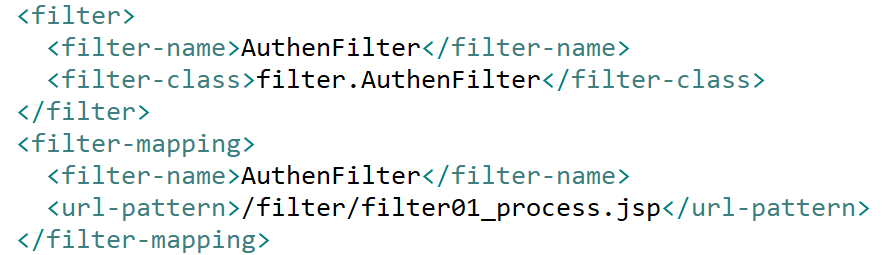 <filter>
  <filter-name>AuthenFilter</filter-name>
  <filter-class>filter.AuthenFilter</filter-class>
</filter>
<filter-mapping>
  <filter-name>AuthenFilter</filter-name>
  <url-pattern>/filter/filter01_process.jsp</url-pattern>
</filter-mapping>